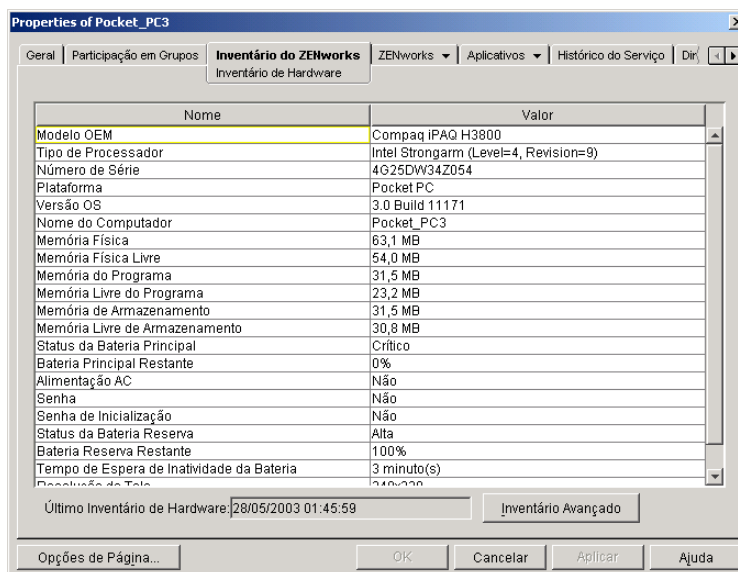 Properties of Pocket_PC3
Geral Participação em Grupos Inventário do ZENworks ZENworks Aplicativos Histórico do Serviço Dir
Inventário de Hardware
Nome Valor
Modelo OEM Compaq iPAQ H3800
Tipo de Processador Intel Strongarm (Level=4, Revision=9)
Número de Série 4G25DW34Z054
Plataforma Pocket PC
Versão OS 3.0 Build 11171
Nome do Computador Pocket_PC3
Memória Física 63,1 MB
Memória Física Livre 54,0 MB
Memória do Programa 31,5 MB
Memória Livre do Programa 23,2 MB
Memória de Armazenamento 31,5 MB
Memória Livre de Armazenamento 30,8 MB
Status da Bateria Principal Crítico
Bateria Principal Restante 0%
Alimentação AC Não
Senha Não
Senha de Inicialização Não
Status da Bateria Reserva Alta
Bateria Reserva Restante 100%
Tempo de Espera de Inatividade da Bateria 3 minuto(s)
Resolução da Tela 240x320
Último Inventário de Hardware: 28/05/2003 01:45:59 Inventário Avançado
Opções de Página... OK Cancelar Aplicar Ajuda